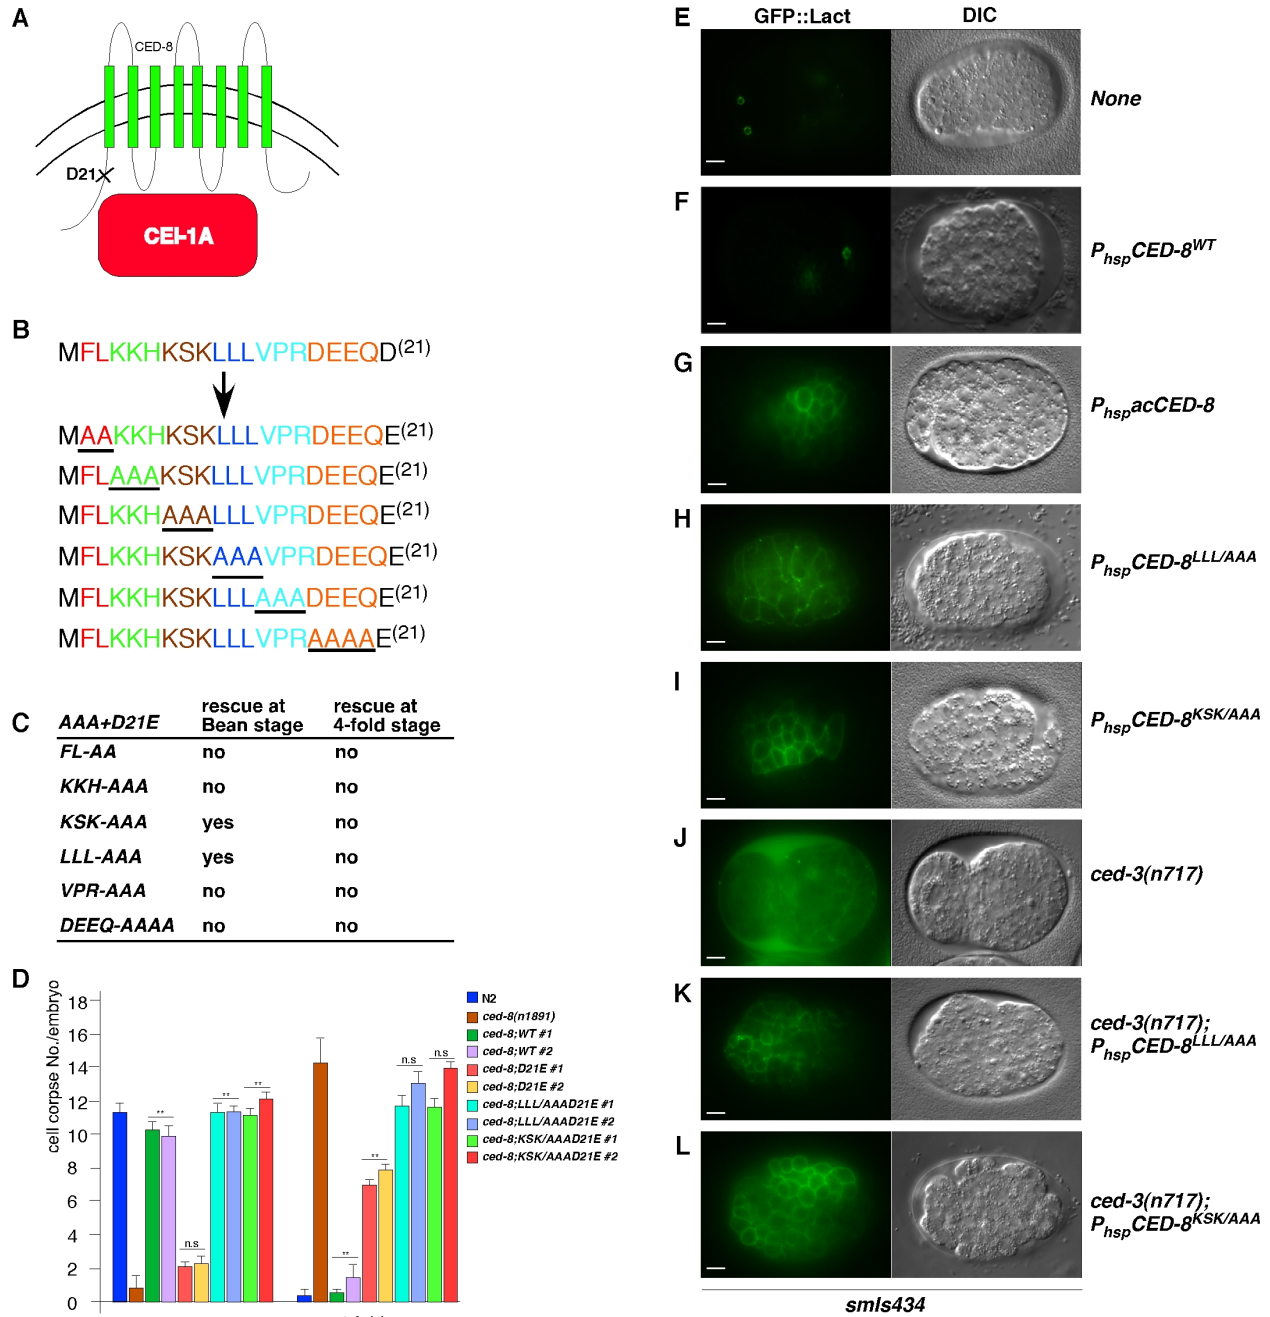 A
CED-8
D21
CEI-1A
B
MFLKKHKSKLLLVPRDEEQD(21)
MAAKKHKSKLLLVPRDEEQE(21)
MFLAAAKSKLLLVPRDEEQE(21)
MFLKKHAAALLLVPRDEEQE(21)
MFLKKHKSKAAAVPRDEEQE(21)
MFLKKHKSKLLLAAADEEQE(21)
MFLKKHKSKLLLVPRAAAAE(21)
C
AAA+D21E rescue at Bean stage rescue at 4-fold stage
FL-AA no no
KKH-AAA no no
KSK-AAA yes no
LLL-AAA yes no
VPR-AAA no no
DEEQ-AAAA no no
D
cell corpse No./embryo
18
16
14
12
10
8
6
4
2
0
** n.s ** ** ** ** n.s n.s
N2
ced-8(n1891)
ced-8;WT #1
ced-8;WT #2
ced-8;D21E #1
ced-8;D21E #2
ced-8;LLL/AAAD21E #1
ced-8;LLL/AAAD21E #2
ced-8;KSK/AAAD21E #1
ced-8;KSK/AAAD21E #2
GFP::Lact DIC
E
None
F
PhspCED-8WT
G
PhspacCED-8
H
PhspCED-8LLL/AAA
I
PhspCED-8KSK/AAA
J
ced-3(n717)
K
ced-3(n717);
PhspCED-8LLL/AAA
L
ced-3(n717);
PhspCED-8KSK/AAA
smIs434